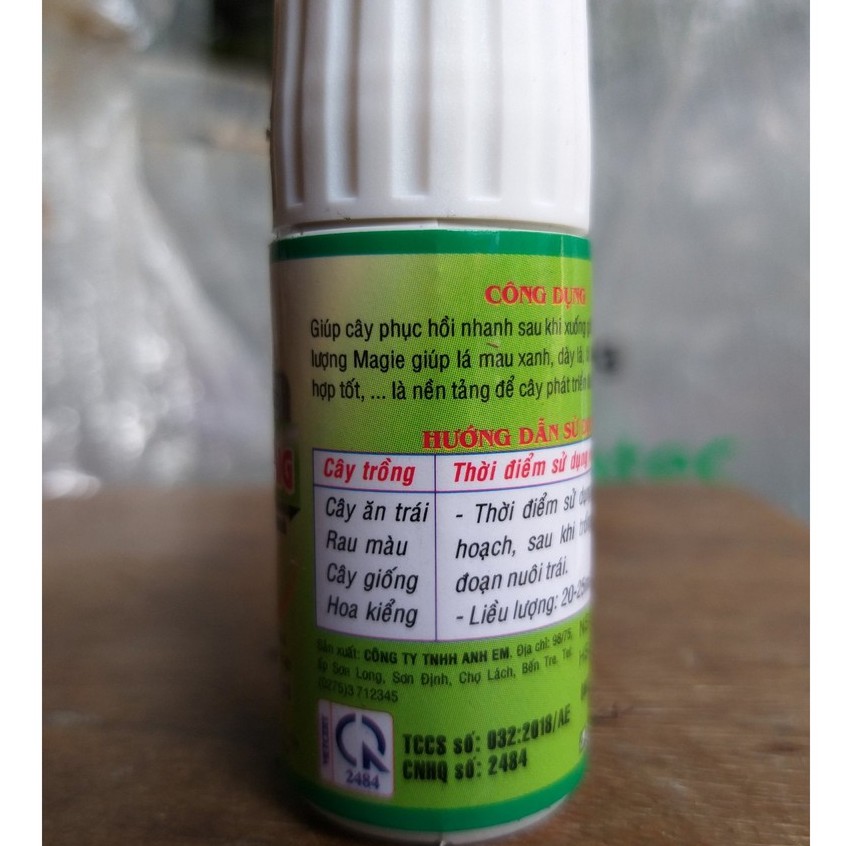 CÔNG DỤNG
Giúp cây phục hồi nhanh sau khi xuống
lượng Magie giúp lá mau xanh, dày lá,
hợp tốt, ... là nền tảng để cây phát triển
HƯỚNG DẪN SỬ
Cây trồng
Thời điểm sử dụng
Cây ăn trái
Rau màu
Cây giống
Hoa kiểng
- Thời điểm sử dụng
hoạch, sau khi
đoạn nuôi trái.
- Liều lượng: 20-25
Sản xuất: CÔNG TY TNHH ANH EM. Địa chỉ: 98/75,
ấp Sơn Long, Sơn Định, Chợ Lách, Bến Tre. Tel:
(0275)3 712345
2484
TCCS số: 032:2018/AE
CNHQ số: 2484